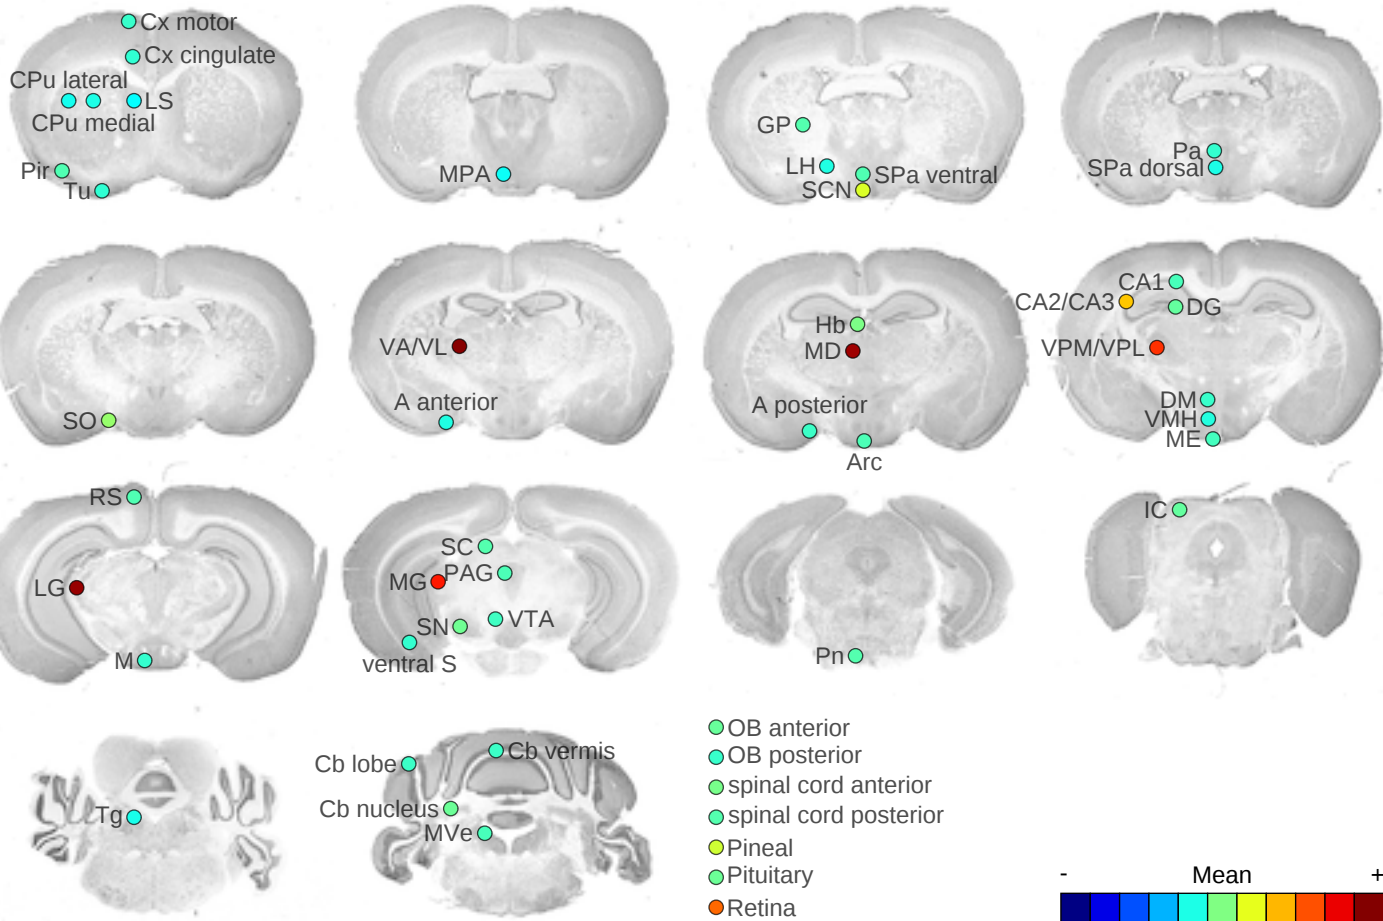 Cx motor
Cx cingulate
CPu lateral
LS
CPu medial
Pir
Tu
MPA
GP
LH
SPa ventral
SCN
Pa
SPa dorsal
SO
VA/VL
A anterior
Hb
MD
A posterior
Arc
CA1
CA2/CA3
DG
VPM/VPL
DM
VMH
ME
RS
LG
M
SC
MG PAG
SN VTA
ventral S
Pn
IC
Tg
Cb lobe
Cb vermis
Cb nucleus
MVe
OB anterior
OB posterior
spinal cord anterior
spinal cord posterior
Pineal
Pituitary
Retina
- Mean +